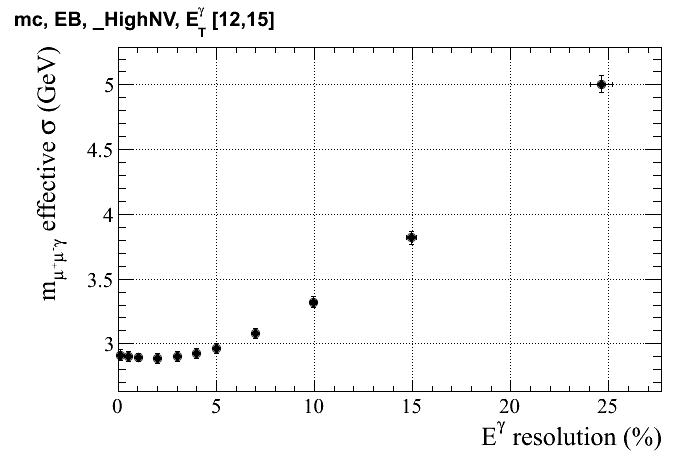 mc, EB, _HighNV, E_T^γ [12,15]
m_{μ⁺μ⁻γ} effective σ (GeV)
5
4.5
4
3.5
3
0 5 10 15 20 25
E^γ resolution (%)